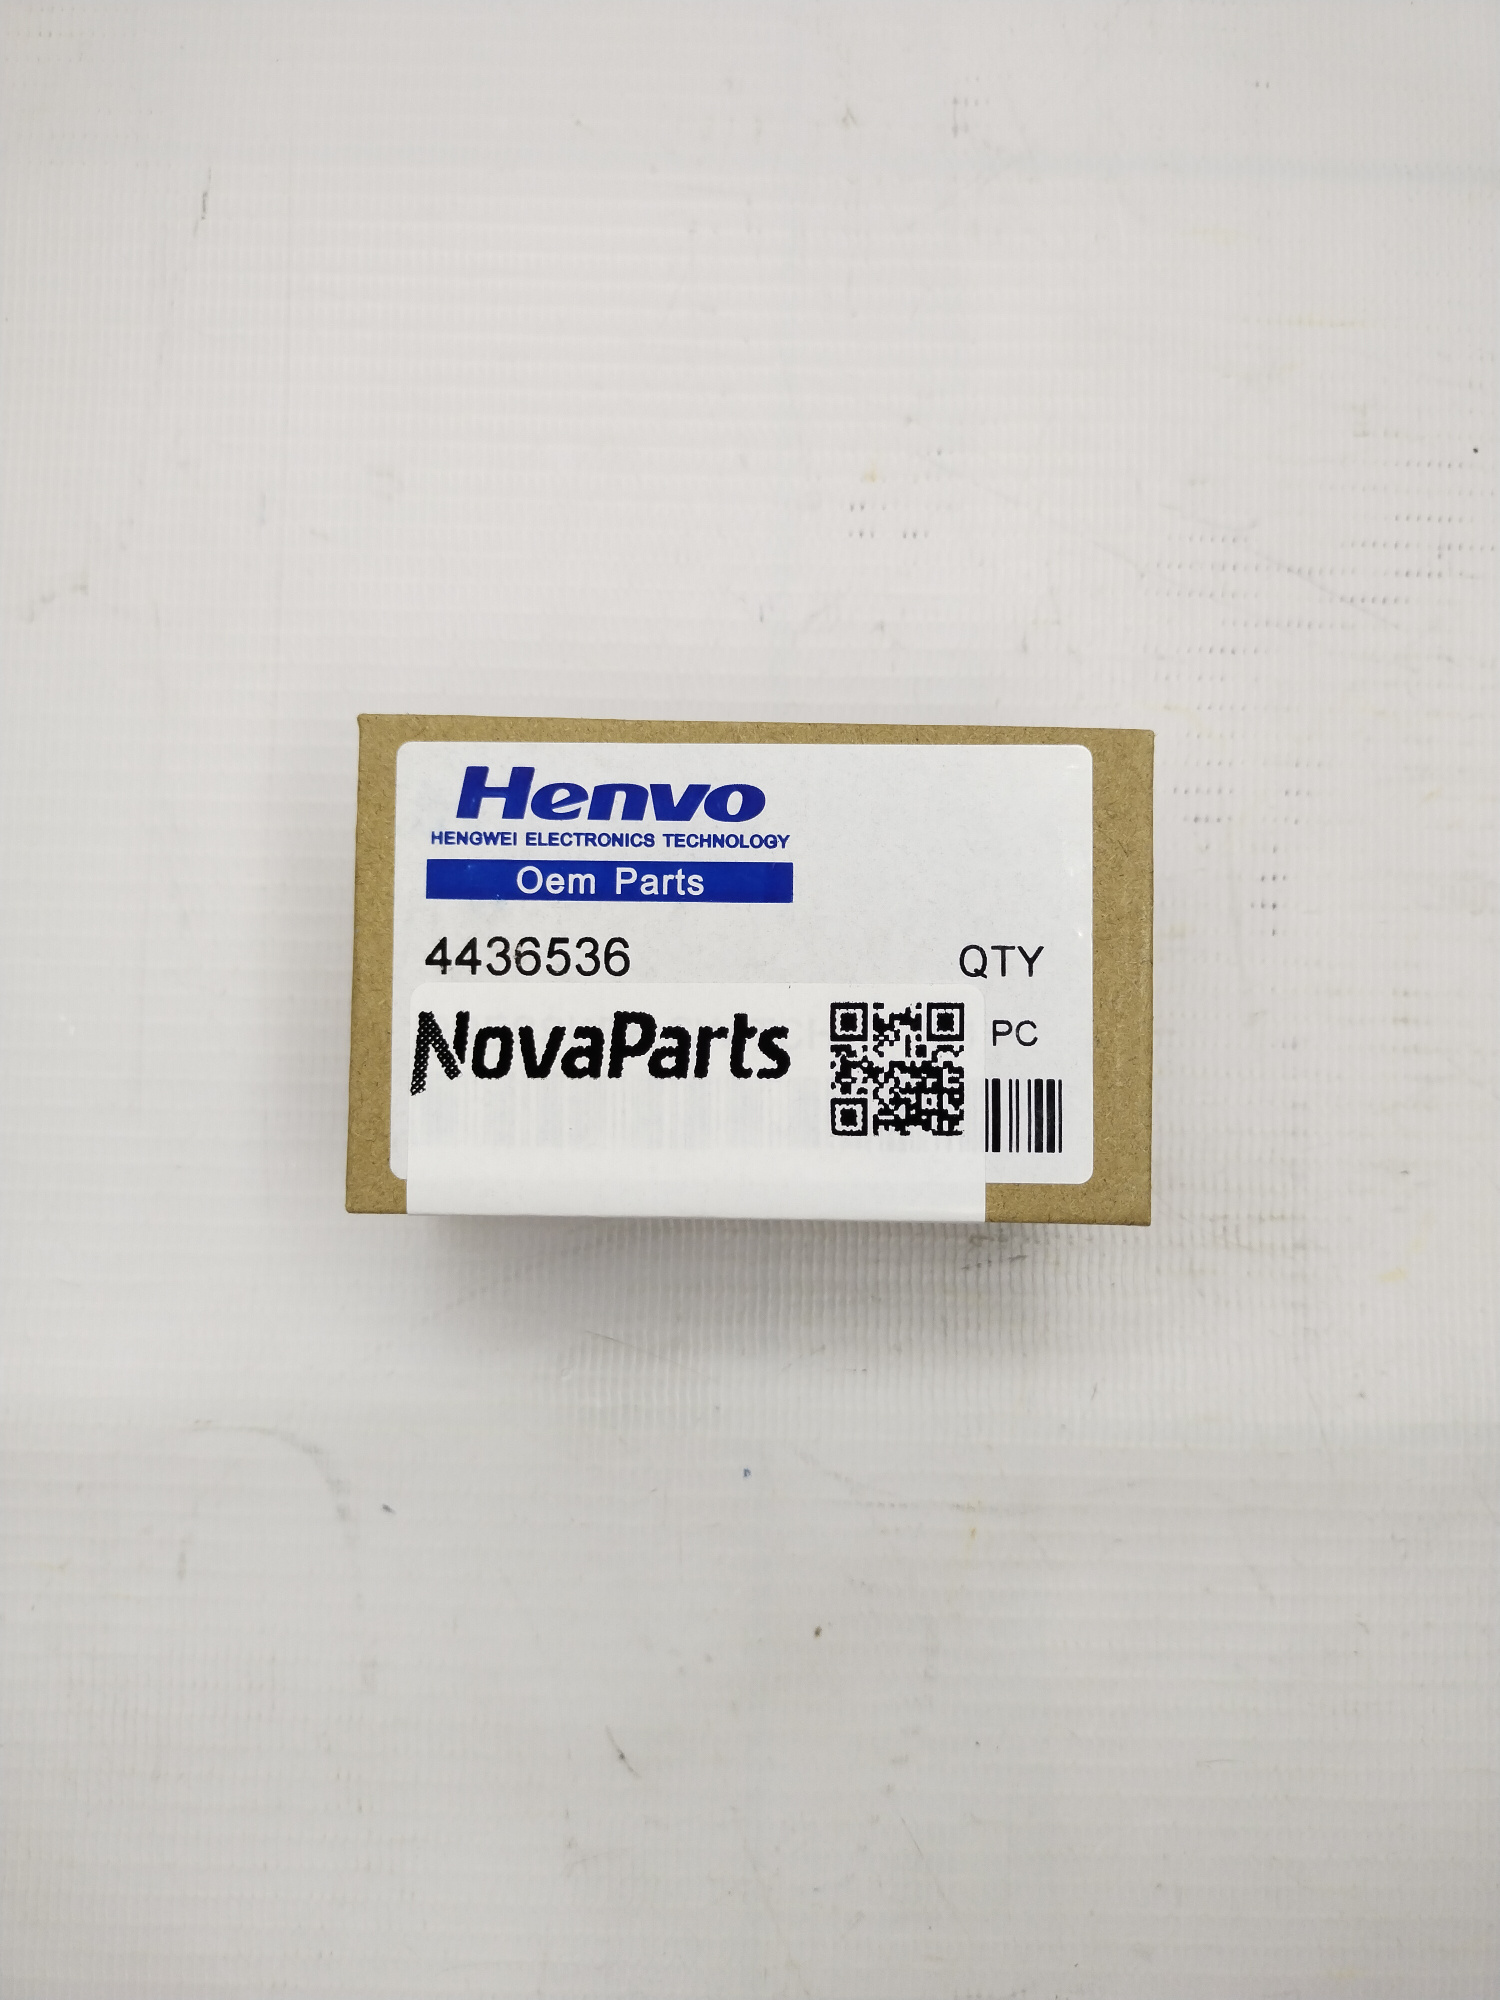 Henvo
HENGWEI ELECTRONICS TECHNOLOGY
Oem Parts
4436536
QTY
NovaParts
PC